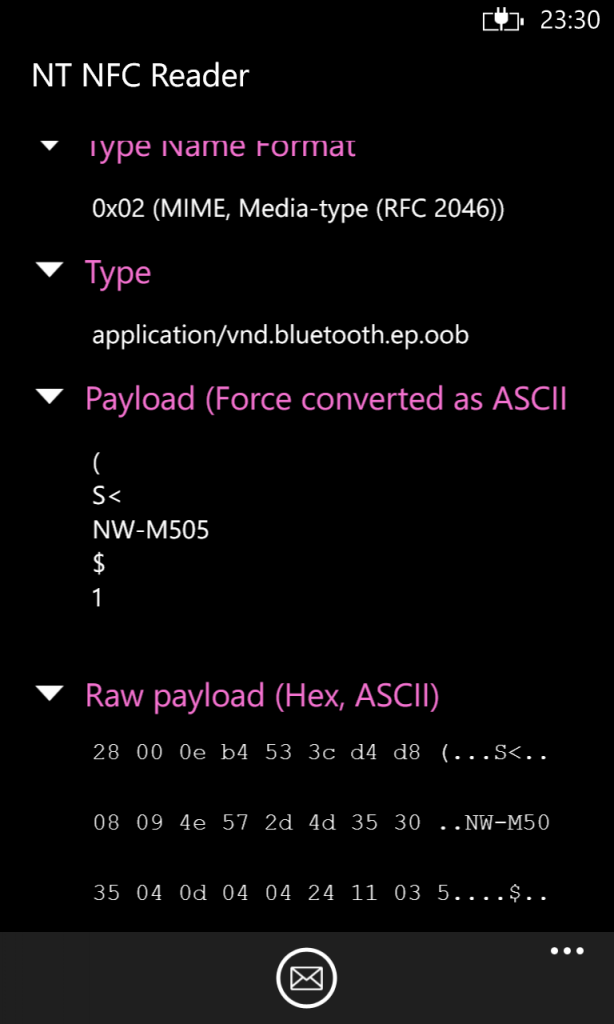 23:30
NT NFC Reader
Type Name Format
0x02 (MIME, Media-type (RFC 2046))
Type
application/vnd.bluetooth.ep.oob
Payload (Force converted as ASCII
(
S<
NW-M505
$
1
Raw payload (Hex, ASCII)
28 00 0e b4 53 3c d4 d8 (...S<..
08 09 4e 57 2d 4d 35 30 ..NW-M50
35 04 0d 04 04 24 11 03 5....$..